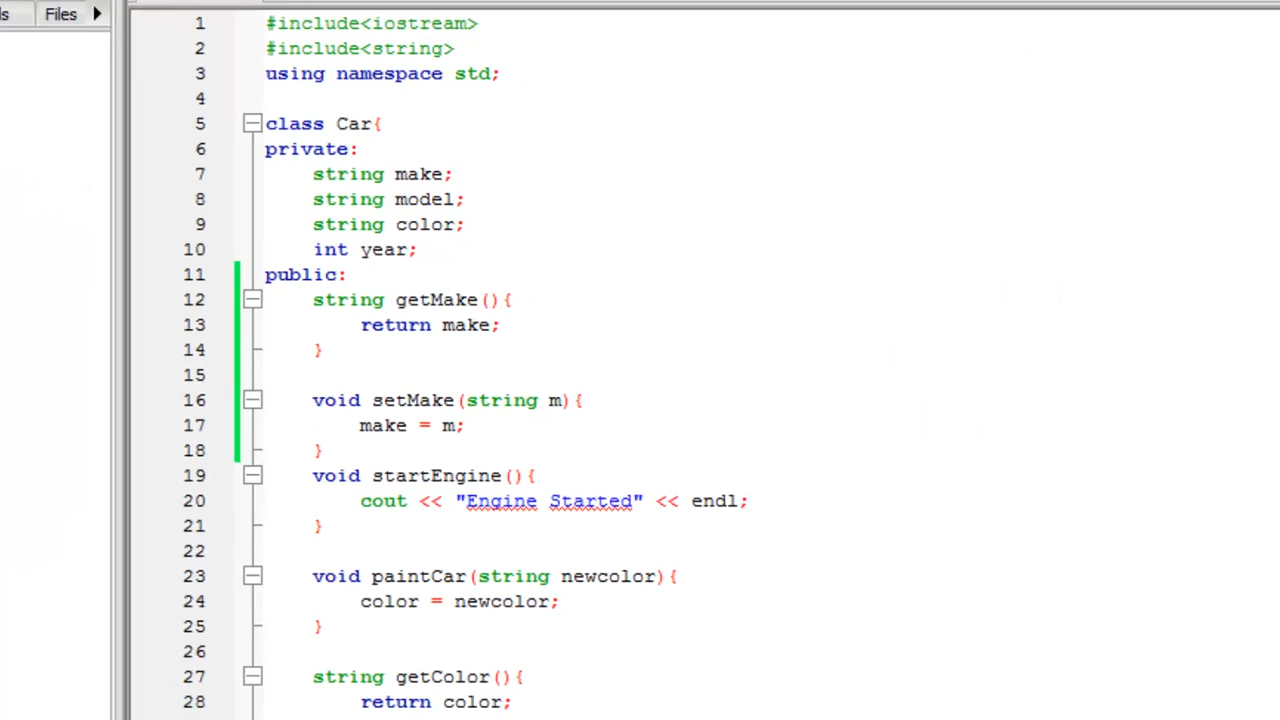 ls Files
1 #include<iostream>
2 #include<string>
3 using namespace std;
4
5 class Car{
6 private:
7 string make;
8 string model;
9 string color;
10 int year;
11 public:
12 string getMake(){
13 return make;
14 }
15
16 void setMake(string m){
17 make = m;
18 }
19 void startEngine(){
20 cout << "Engine Started" << endl;
21 }
22
23 void paintCar(string newcolor){
24 color = newcolor;
25 }
26
27 string getColor(){
28 return color;